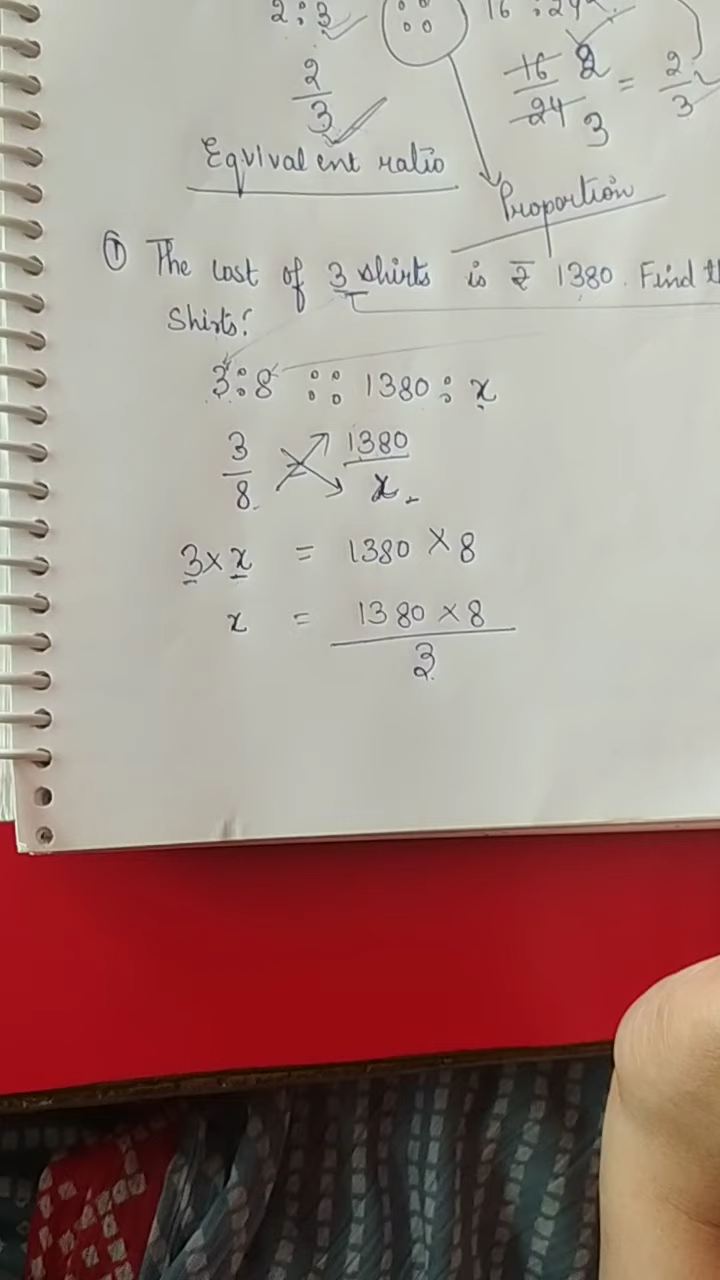 2 : 3 16 : 24
2/3 16/24 2/3 = 2/3
Equivalent ratio
Proportion
① The cost of 3 shirts is ₹ 1380. Find
Shirts?
3 : 8 :: 1380 : x
3/8 = 1380/x
3 × x = 1380 × 8
x = 1380 × 8
3